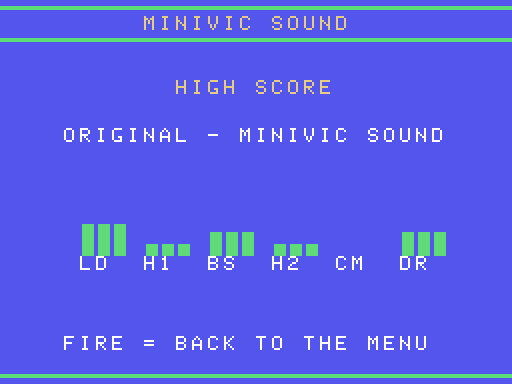 MINIVIC SOUND
HIGH SCORE
ORIGINAL - MINIVIC SOUND
LD H1 BS H2 CM DR
FIRE = BACK TO THE MENU